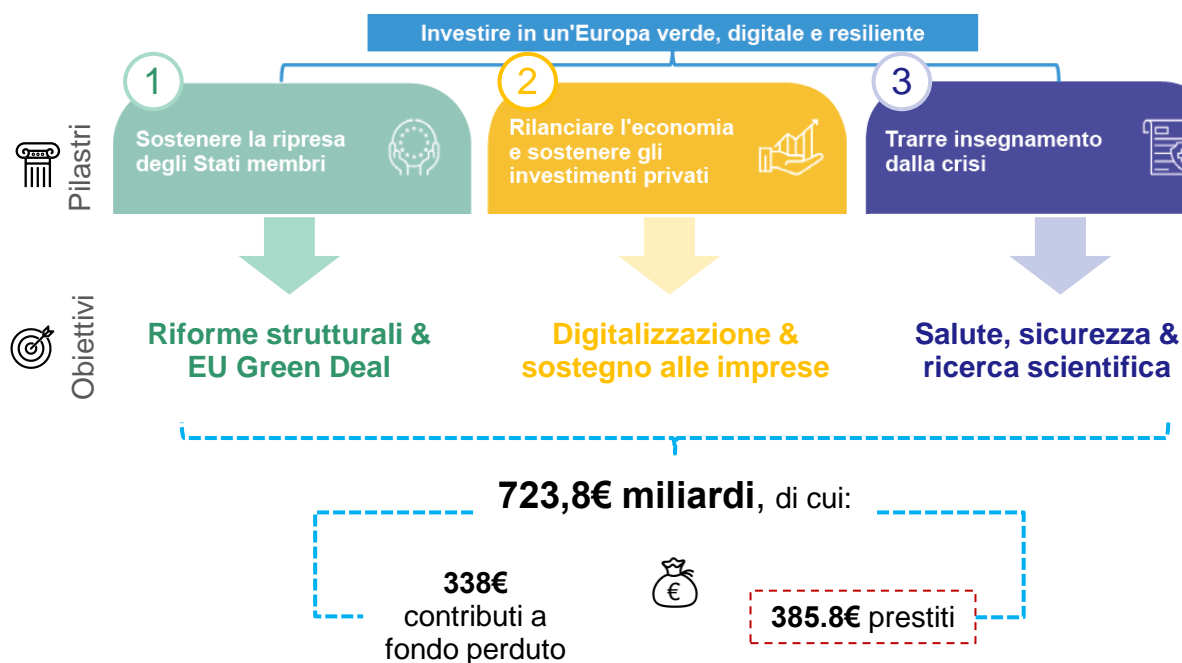 Investire in un'Europa verde, digitale e resiliente
1
2
3
Pilastri
Sostenere la ripresa
degli Stati membri
Rilanciare l'economia
e sostenere gli
investimenti privati
Trarre insegnamento
dalla crisi
Obiettivi
Riforme strutturali &
EU Green Deal
Digitalizzazione &
sostegno alle imprese
Salute, sicurezza &
ricerca scientifica
723,8€ miliardi, di cui:
338€
contributi a
fondo perduto
€
385.8€ prestiti